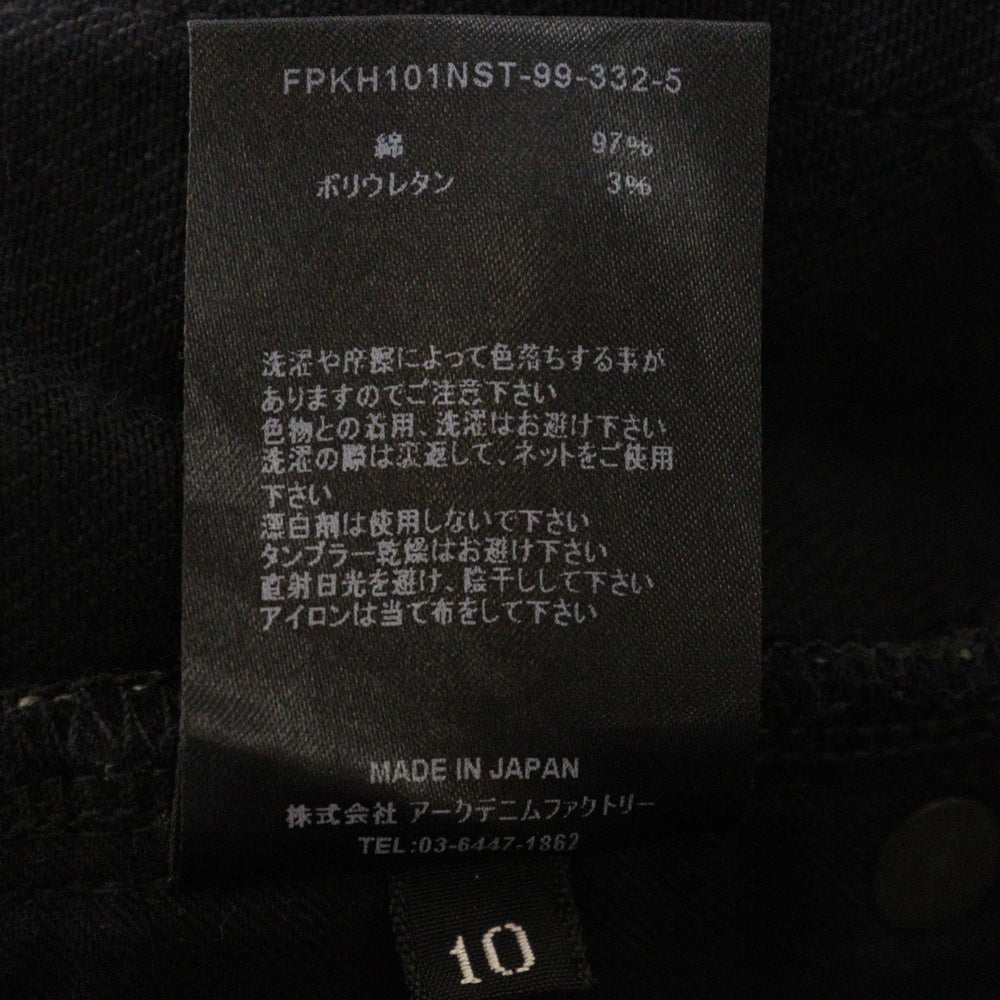 FPKH101NST-99-332-5
綿 97%
ポリウレタン 3%
洗濯や摩擦によって色落ちする事が
ありますのでご注意下さい
色物との着用、洗濯はお避け下さい
洗濯の際は裏返して、ネットをご使用
下さい
漂白剤は使用しないで下さい
タンブラー乾燥はお避け下さい
直射日光を避け、陰干しして下さい
アイロンは当て布をして下さい
MADE IN JAPAN
株式会社 アークデニムファクトリー
TEL:03-6447-1862
10